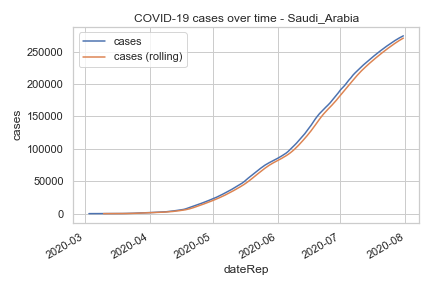 COVID-19 cases over time - Saudi_Arabia
cases
cases (rolling)
250000
200000
150000
100000
50000
0
cases
2020-03
2020-04
2020-05
2020-06
2020-07
2020-08
dateRep